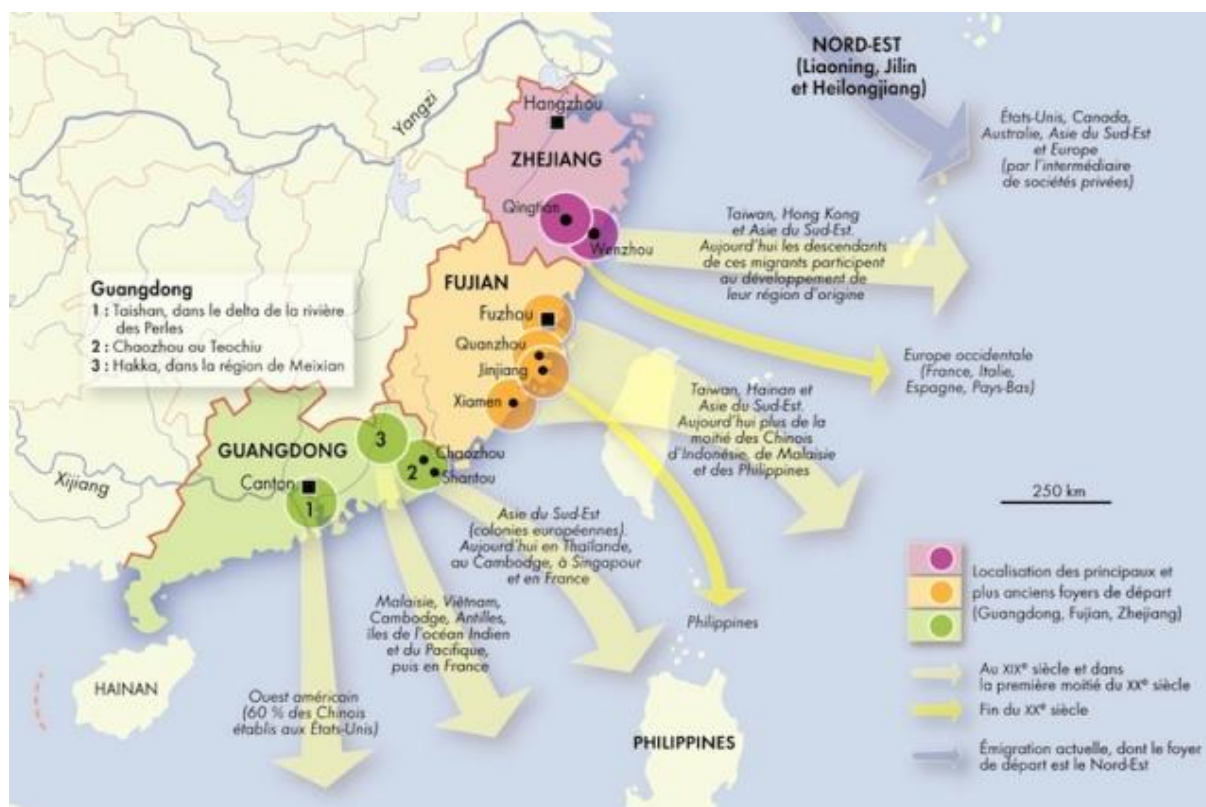 NORD-EST
(Liaoning, Jilin
et Heilongjiang)
États-Unis, Canada,
Australie, Asie du Sud-Est
et Europe
(par l'intermédiaire
de sociétés privées)
Yangzi
Hangzhou
ZHEJIANG
Qingtian
Wenzhou
Taiwan, Hong Kong
et Asie du Sud-Est.
Aujourd'hui les descendants
de ces migrants participent
au développement de
leur région d'origine
Guangdong
1 : Taishan, dans le delta de la rivière
des Perles
2 : Chaozhou ou Teochiu
3 : Hakka, dans la région de Meixian
FUJIAN
Fuzhou
Quanzhou
Jinjiang
Xiamen
Europe occidentale
(France, Italie,
Espagne, Pays-Bas)
Taiwan, Hainan et
Asie du Sud-Est.
Aujourd'hui plus de la
moitié des Chinois
d'Indonésie, de Malaisie
et des Philippines
GUANGDONG
3
Chaozhou
2
Shantou
Canton
1
Xijiang
250 km
Asie du Sud-Est
(colonies européennes).
Aujourd'hui en Thaïlande,
au Cambodge, à Singapour
et en France
Malaisie, Viêtnam,
Cambodge, Antilles,
îles de l'océan Indien
et du Pacifique,
puis en France
Philippines
HAINAN
Ouest américain
(60 % des Chinois
établis aux États-Unis)
PHILIPPINES
Localisation des principaux et
plus anciens foyers de départ
(Guangdong, Fujian, Zhejiang)
Au XIXe siècle et dans
la première moitié du XXe siècle
Fin du XXe siècle
Émigration actuelle, dont le foyer
de départ est le Nord-Est